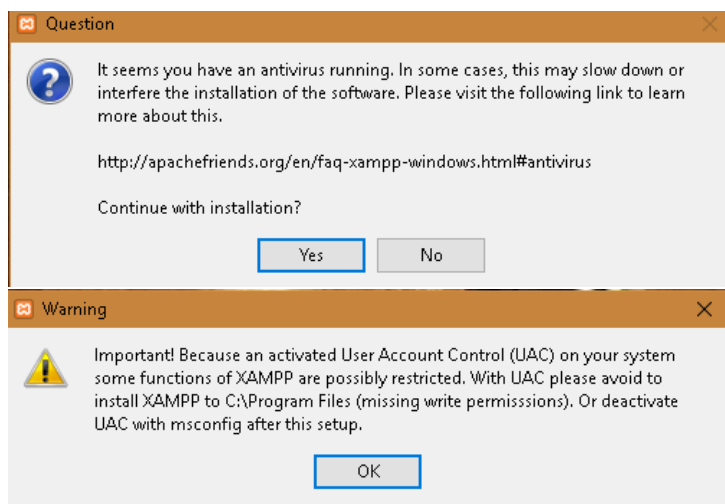 Question
It seems you have an antivirus running. In some cases, this may slow down or
interfere the installation of the software. Please visit the following link to learn
more about this.
http://apachefriends.org/en/faq-xampp-windows.html#antivirus
Continue with installation?
Yes No
Warning
Important! Because an activated User Account Control (UAC) on your system
some functions of XAMPP are possibly restricted. With UAC please avoid to
install XAMPP to C:\Program Files (missing write permisssions). Or deactivate
UAC with msconfig after this setup.
OK